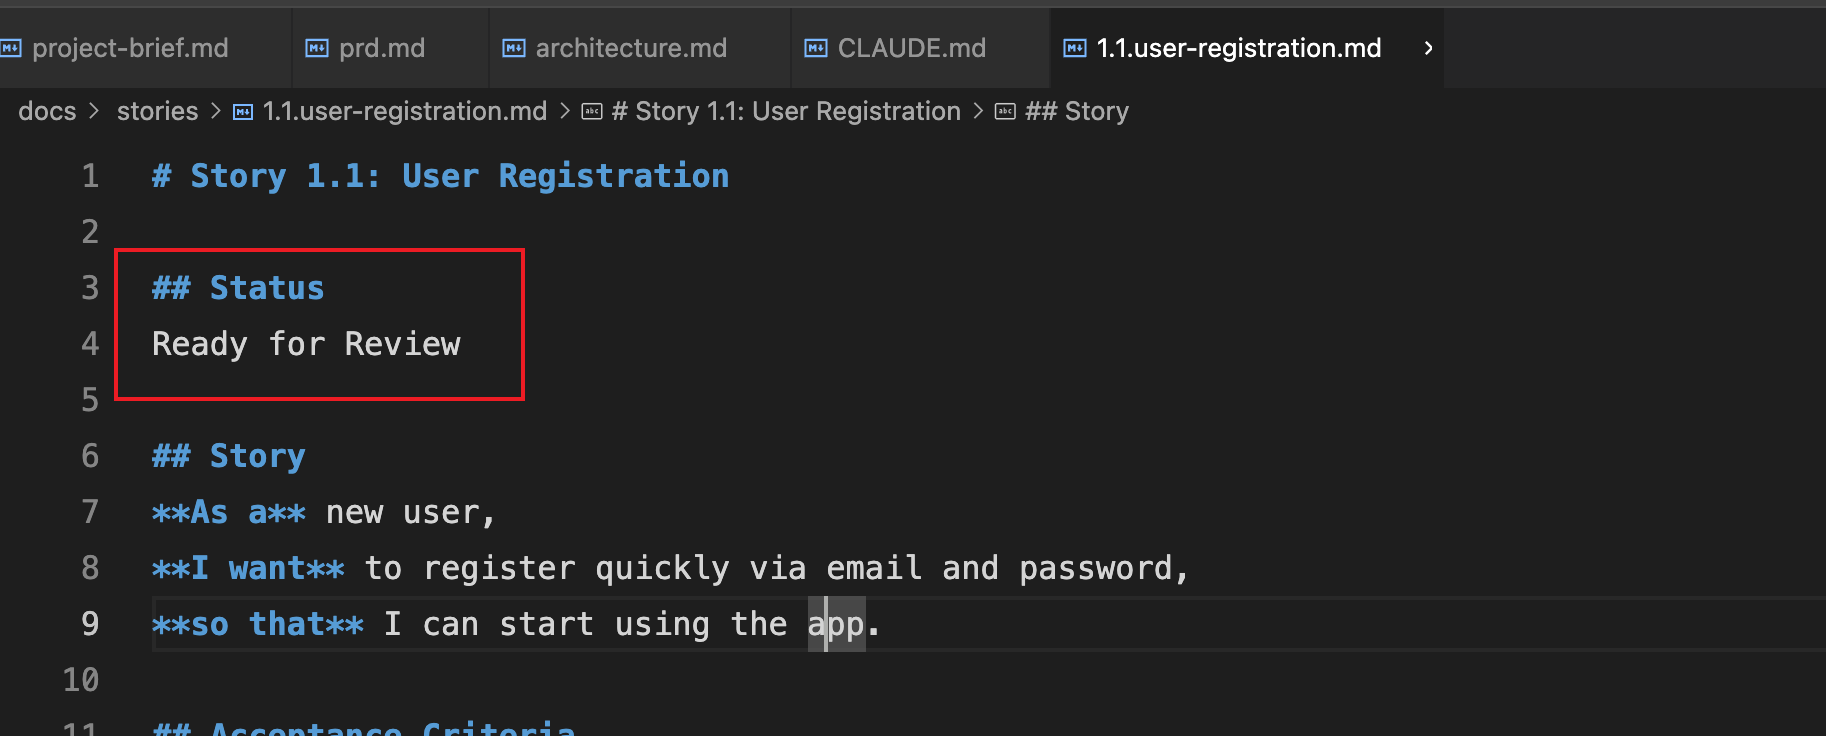 project-brief.md prd.md architecture.md CLAUDE.md 1.1.user-registration.md
docs > stories > 1.1.user-registration.md > # Story 1.1: User Registration > ## Story
1 # Story 1.1: User Registration
2
3 ## Status
4 Ready for Review
5
6 ## Story
7 **As a** new user,
8 **I want** to register quickly via email and password,
9 **so that** I can start using the app.
10
11 ## Acceptance Criteria